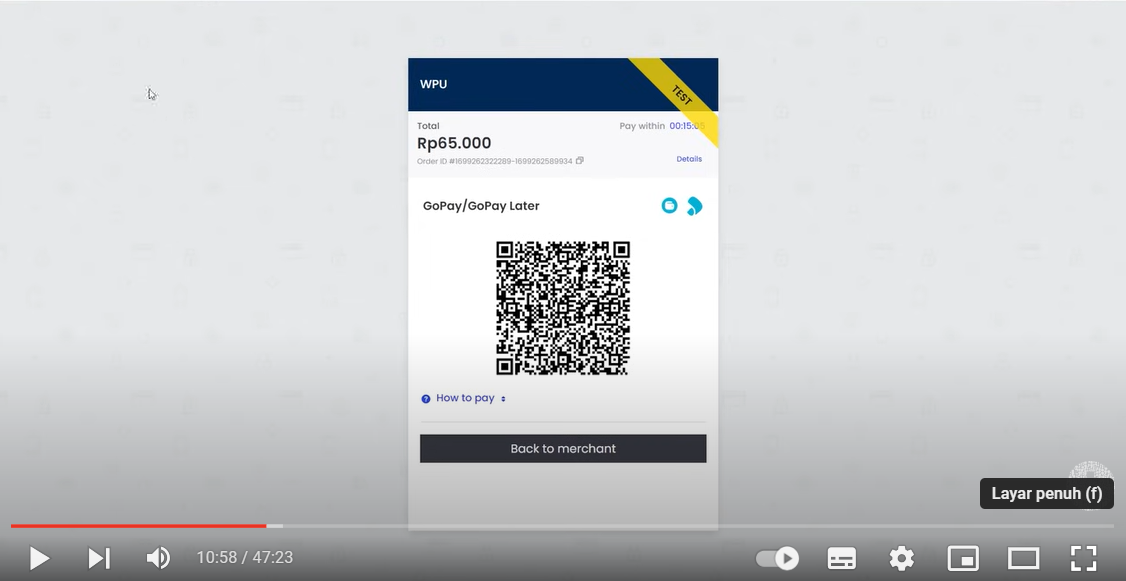 WPU
TEST
Total
Pay within 00:15:05
Rp65.000
Order ID #1699262322289-1699262589934
Details
GoPay/GoPay Later
? How to pay
Back to merchant
Layar penuh (f)
10:58 / 47:23